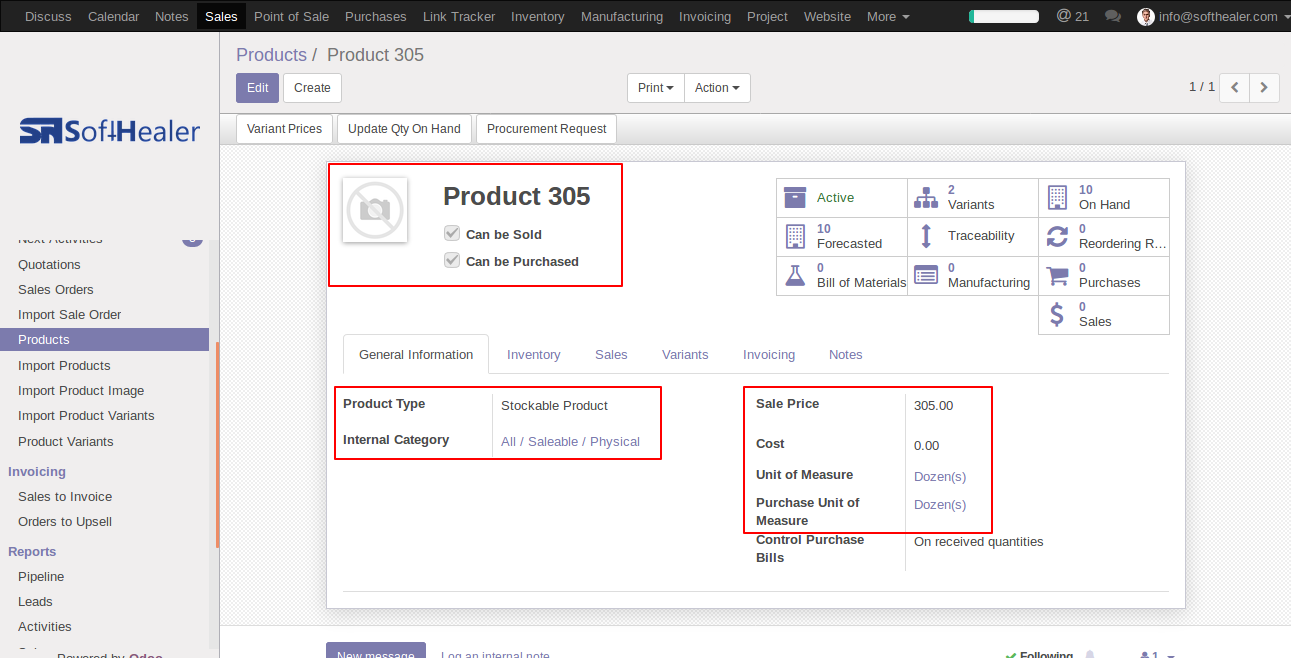 Discuss Calendar Notes Sales Point of Sale Purchases Link Tracker Inventory Manufacturing Invoicing Project Website More @ 21 info@softhealer.com
Products / Product 305
Edit Create Print Action 1 / 1
Variant Prices Update Qty On Hand Procurement Request
SH SoftHealer
Next Activities
Quotations
Sales Orders
Import Sale Order
Products
Import Products
Import Product Image
Import Product Variants
Product Variants
Invoicing
Sales to Invoice
Orders to Upsell
Reports
Pipeline
Leads
Activities
Powered by Odoo
Product 305
Can be Sold
Can be Purchased
Active
2
Variants
10
On Hand
10
Forecasted
Traceability
0
Reordering R...
0
Bill of Materials
0
Manufacturing
0
Purchases
0
Sales
General Information Inventory Sales Variants Invoicing Notes
Product Type Stockable Product
Internal Category All / Saleable / Physical
Sale Price 305.00
Cost 0.00
Unit of Measure Dozen(s)
Purchase Unit of
Measure Dozen(s)
Control Purchase
Bills On received quantities
New message Log an internal note Following 1